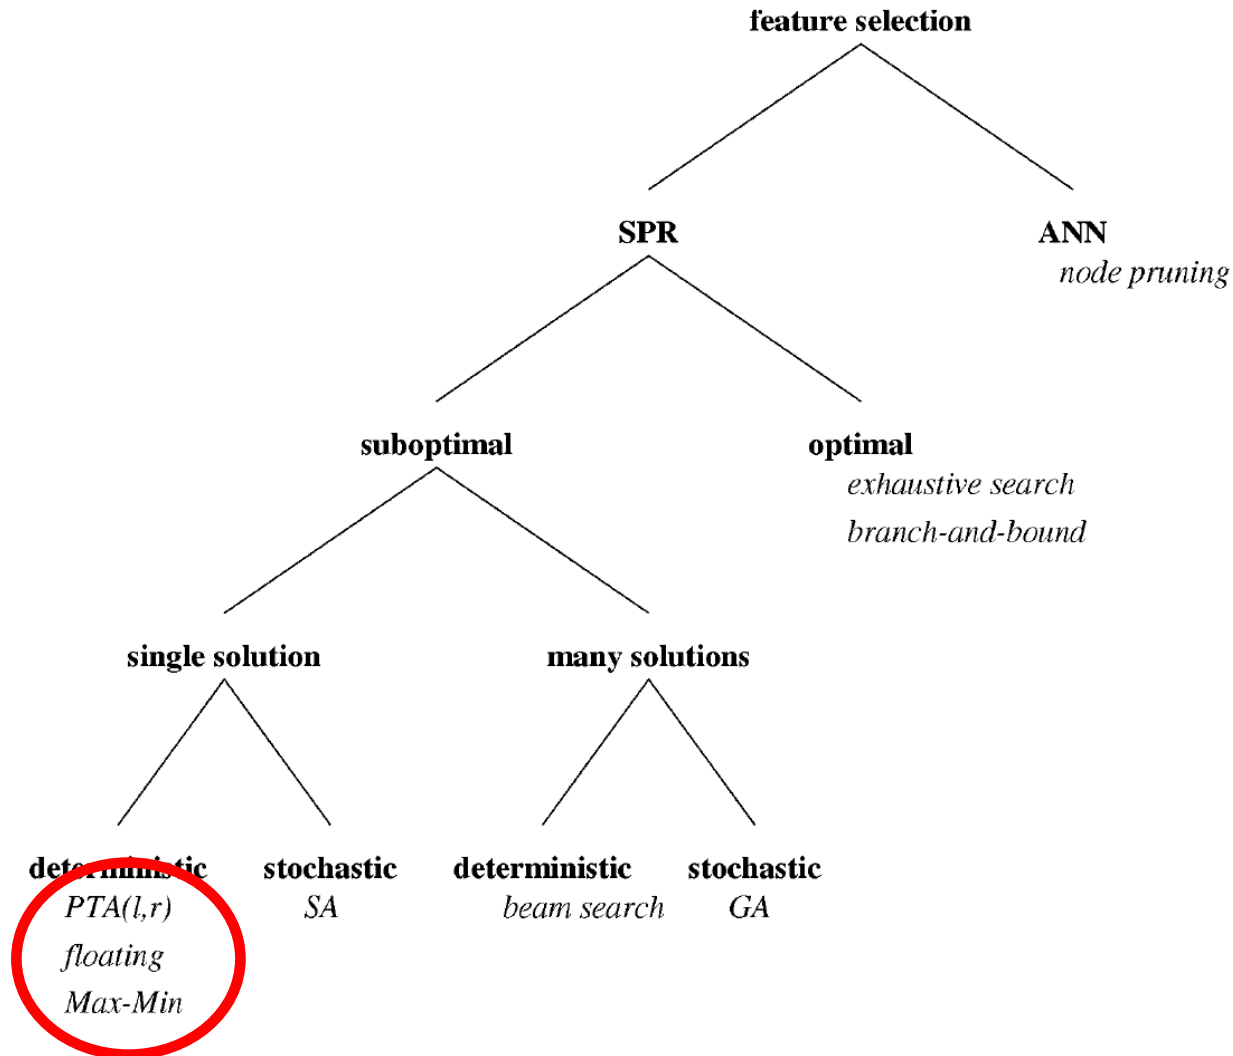 feature selection
SPR
ANN
node pruning
suboptimal
optimal
exhaustive search
branch-and-bound
single solution
many solutions
deterministic
stochastic
deterministic
stochastic
PTA(l,r)
SA
beam search
GA
floating
Max-Min